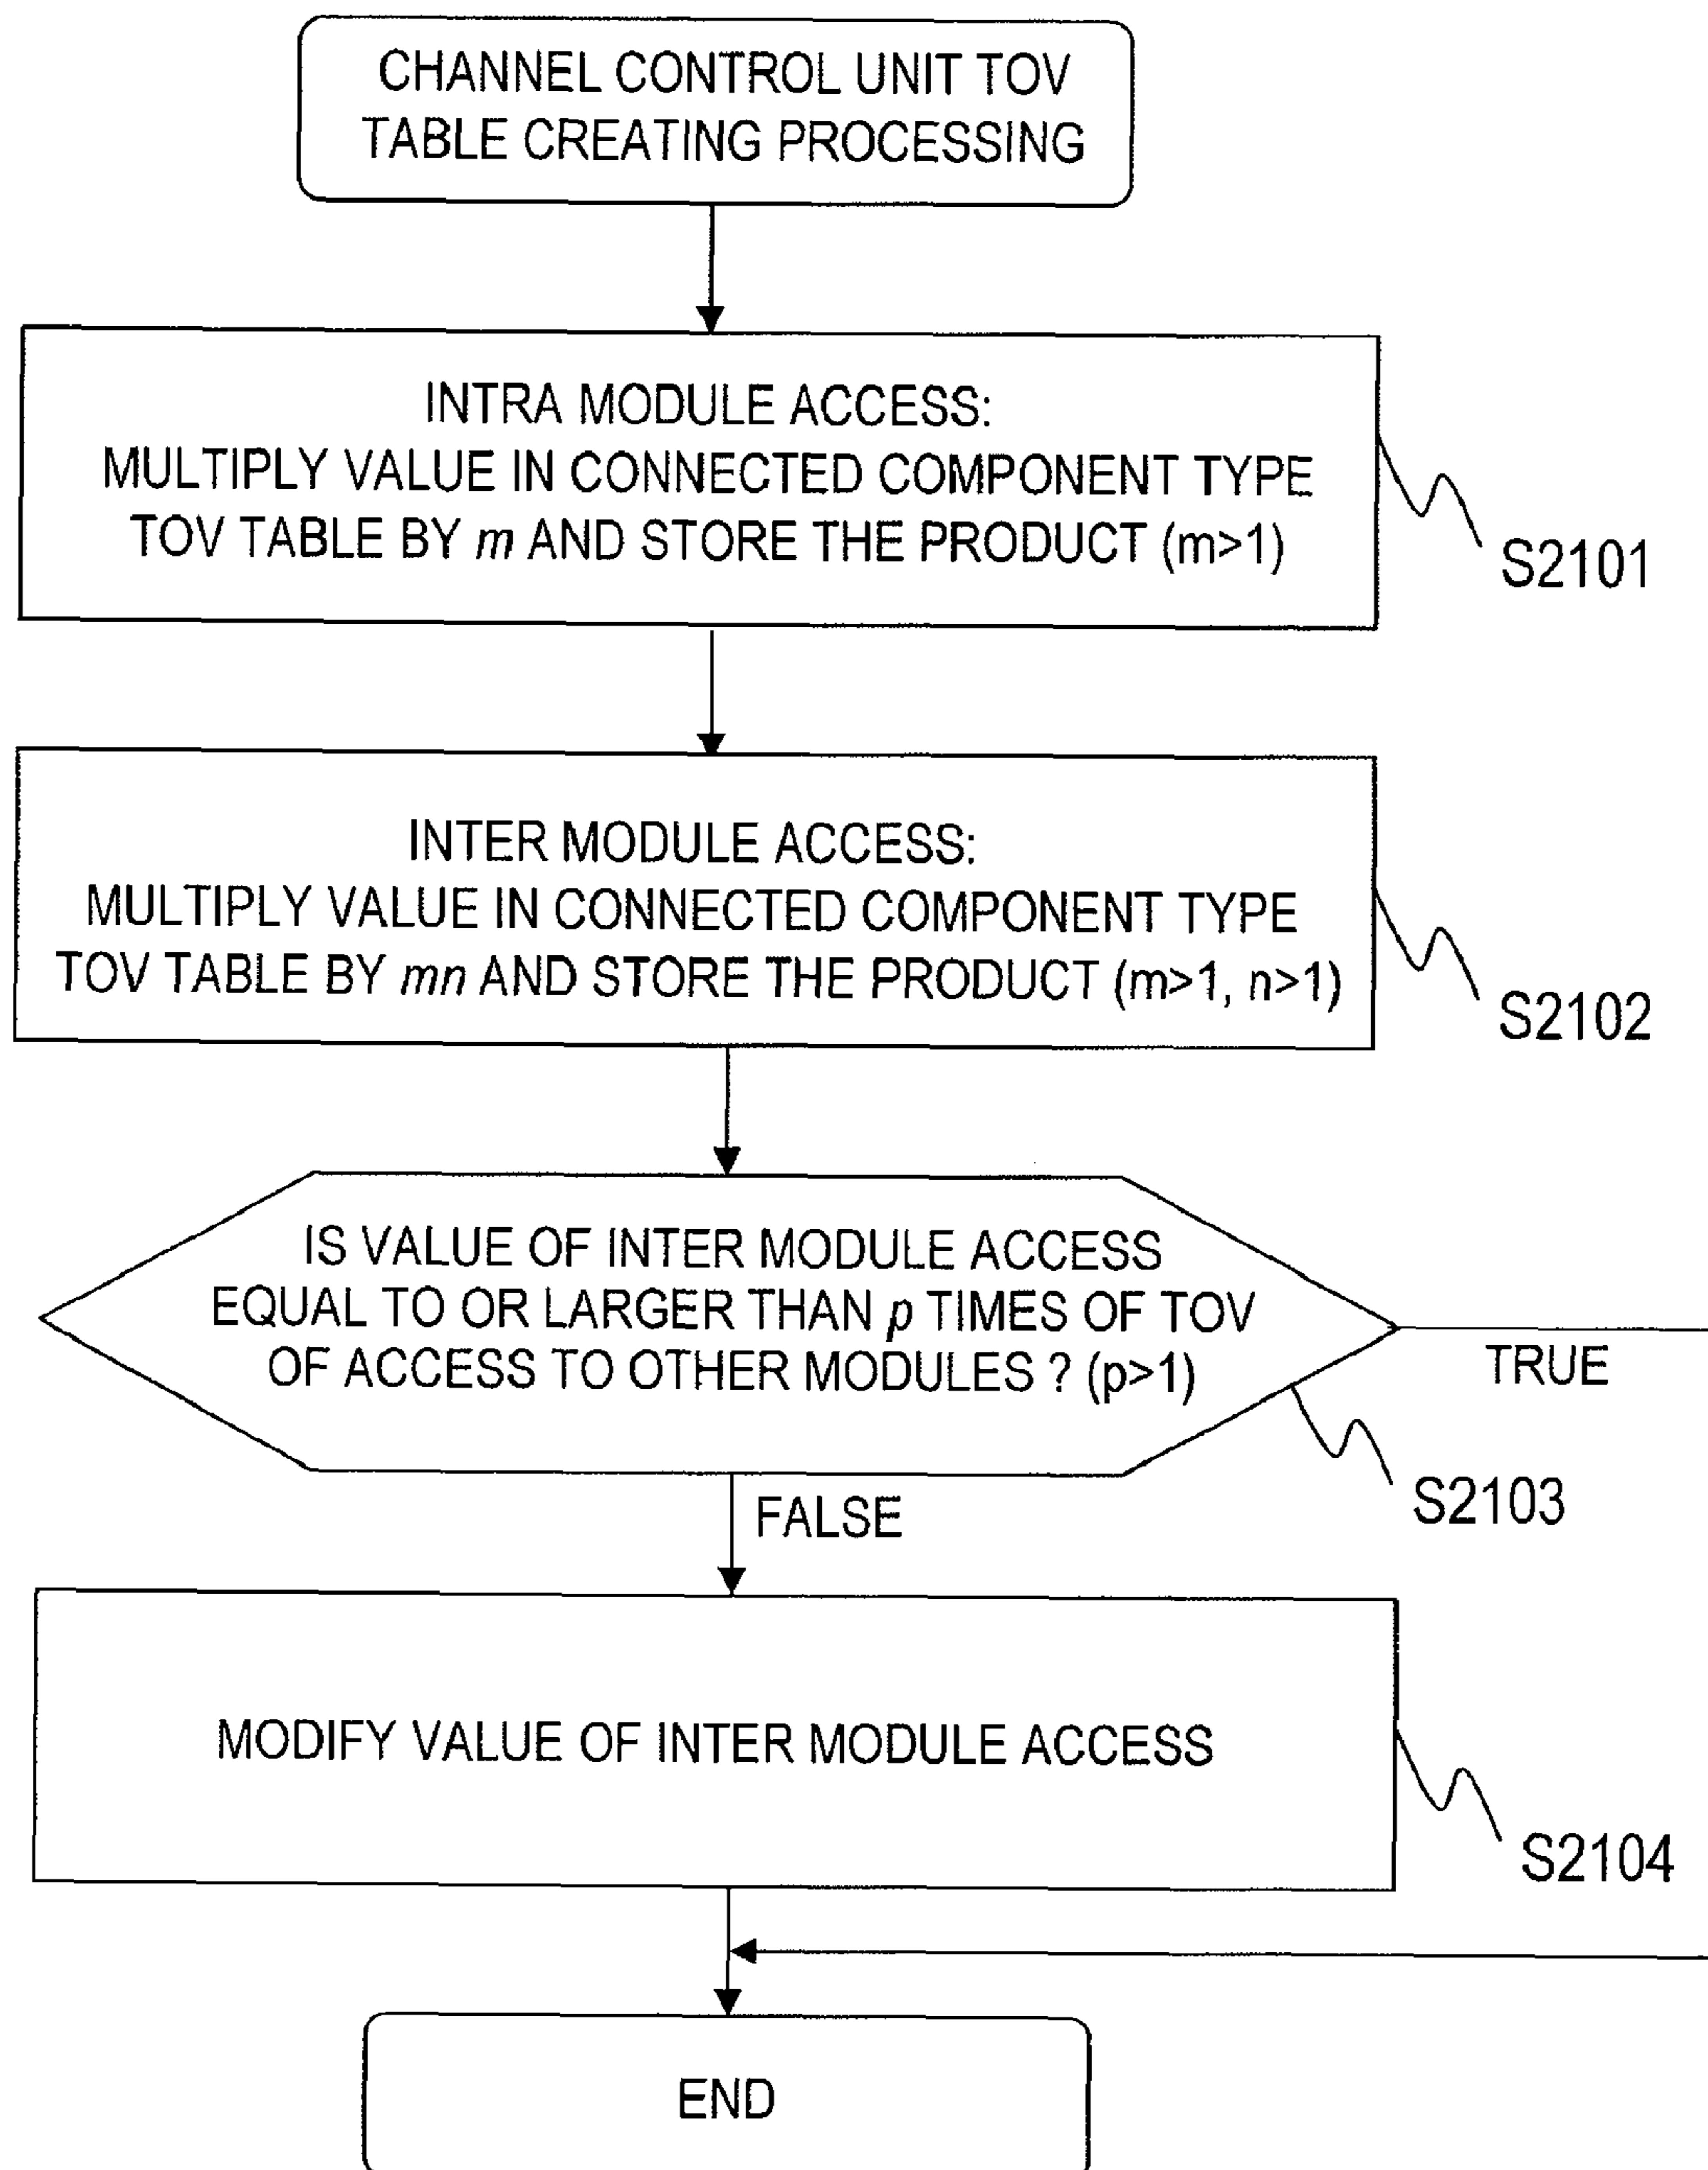 CHANNEL CONTROL UNIT TOV
TABLE CREATING PROCESSING
INTRA MODULE ACCESS:
MULTIPLY VALUE IN CONNECTED COMPONENT TYPE
TOV TABLE BY m AND STORE THE PRODUCT (m>1)
S2101
INTER MODULE ACCESS:
MULTIPLY VALUE IN CONNECTED COMPONENT TYPE
TOV TABLE BY mn AND STORE THE PRODUCT (m>1, n>1)
S2102
IS VALUE OF INTER MODULE ACCESS
EQUAL TO OR LARGER THAN p TIMES OF TOV
OF ACCESS TO OTHER MODULES ? (p>1)
TRUE
S2103
FALSE
MODIFY VALUE OF INTER MODULE ACCESS
S2104
END